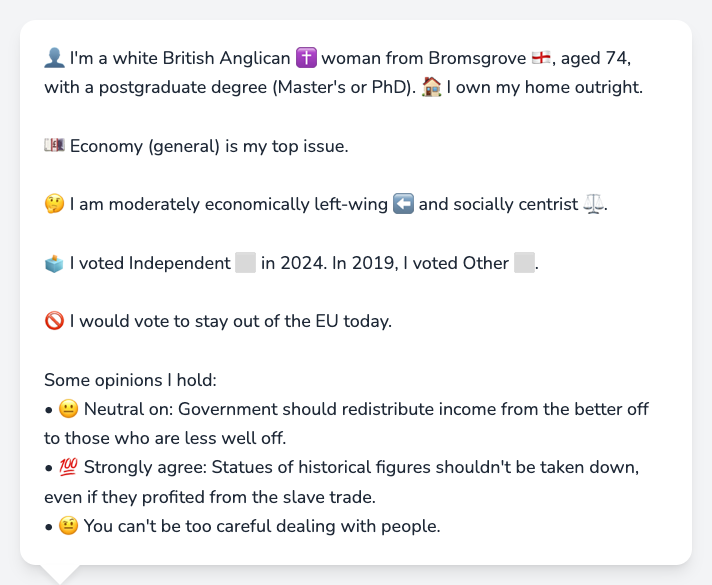 👤 I'm a white British Anglican ✝️ woman from Bromsgrove 🏴󠁧󠁢󠁥󠁮󠁧󠁿, aged 74,
with a postgraduate degree (Master's or PhD). 🏠 I own my home outright.
💷 Economy (general) is my top issue.
🤔 I am moderately economically left-wing ⬅️ and socially centrist ⚖️.
🗳️ I voted Independent ⬜ in 2024. In 2019, I voted Other ⬜.
🚫 I would vote to stay out of the EU today.
Some opinions I hold:
• 😐 Neutral on: Government should redistribute income from the better off
to those who are less well off.
• 💯 Strongly agree: Statues of historical figures shouldn't be taken down,
even if they profited from the slave trade.
• 🤨 You can't be too careful dealing with people.